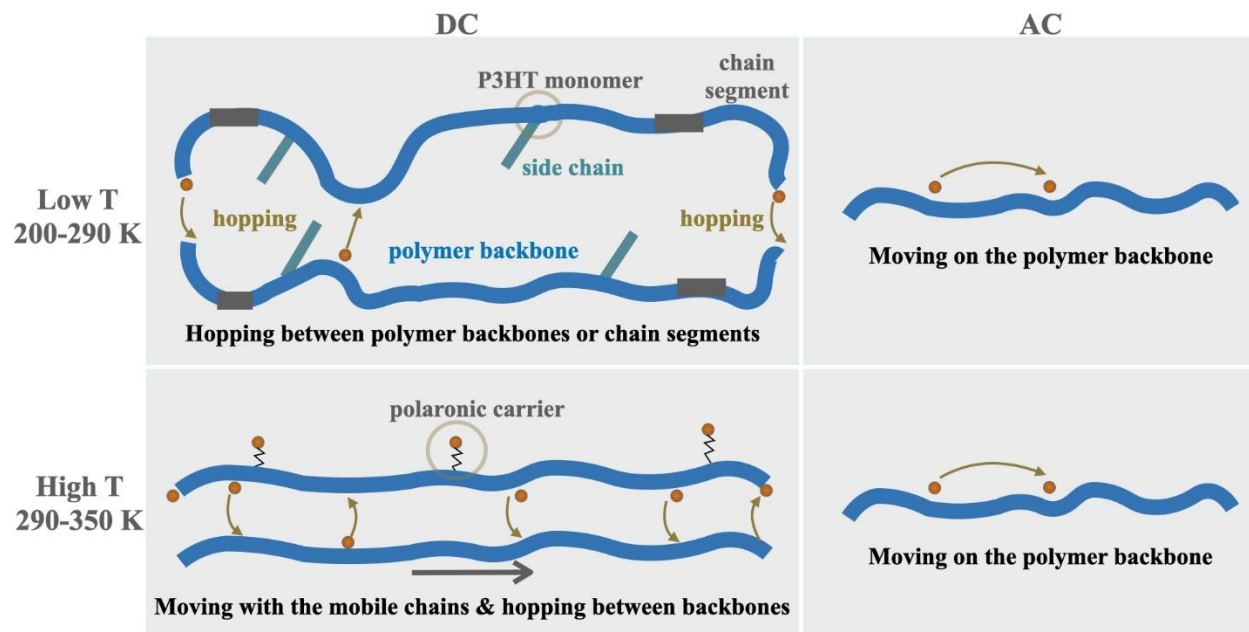 DC
AC
Low T
200-290 K
P3HT monomer
chain
segment
side chain
hopping
hopping
polymer backbone
Hopping between polymer backbones or chain segments
Moving on the polymer backbone
High T
290-350 K
polaronic carrier
Moving with the mobile chains & hopping between backbones
Moving on the polymer backbone